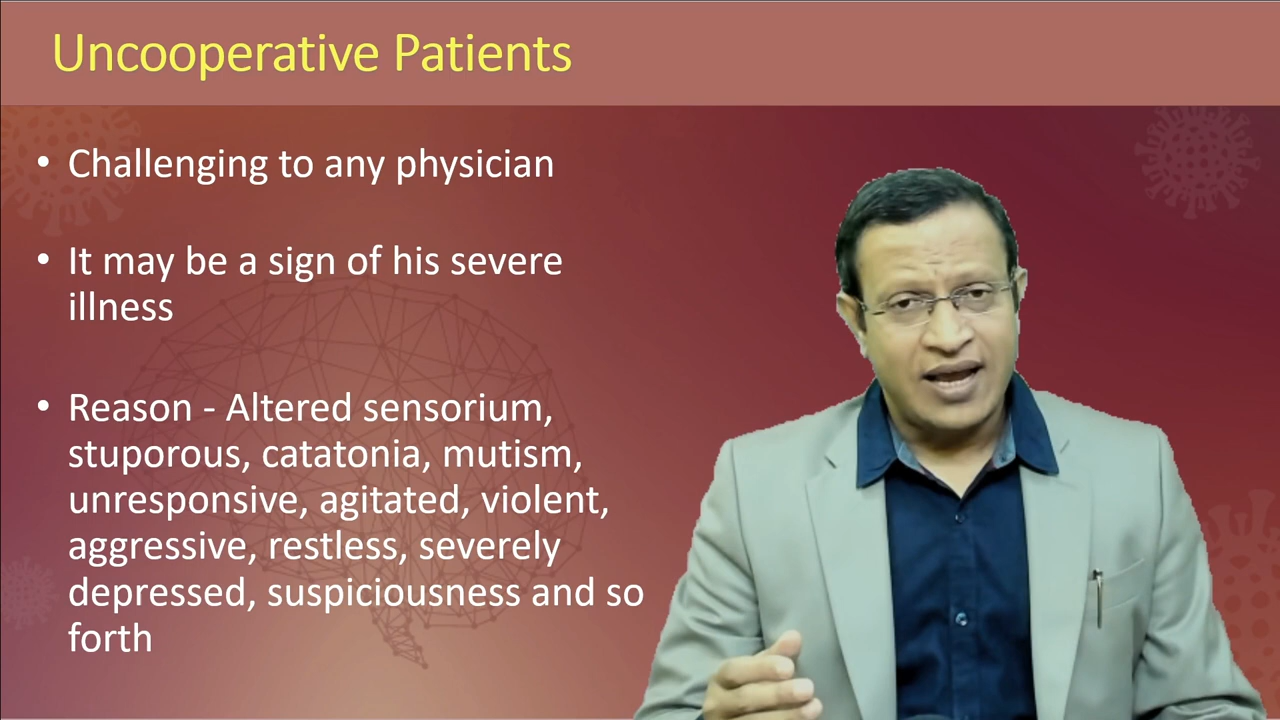 Uncooperative Patients
• Challenging to any physician
• It may be a sign of his severe
illness
• Reason - Altered sensorium,
stuporous, catatonia, mutism,
unresponsive, agitated, violent,
aggressive, restless, severely
depressed, suspiciousness and so
forth